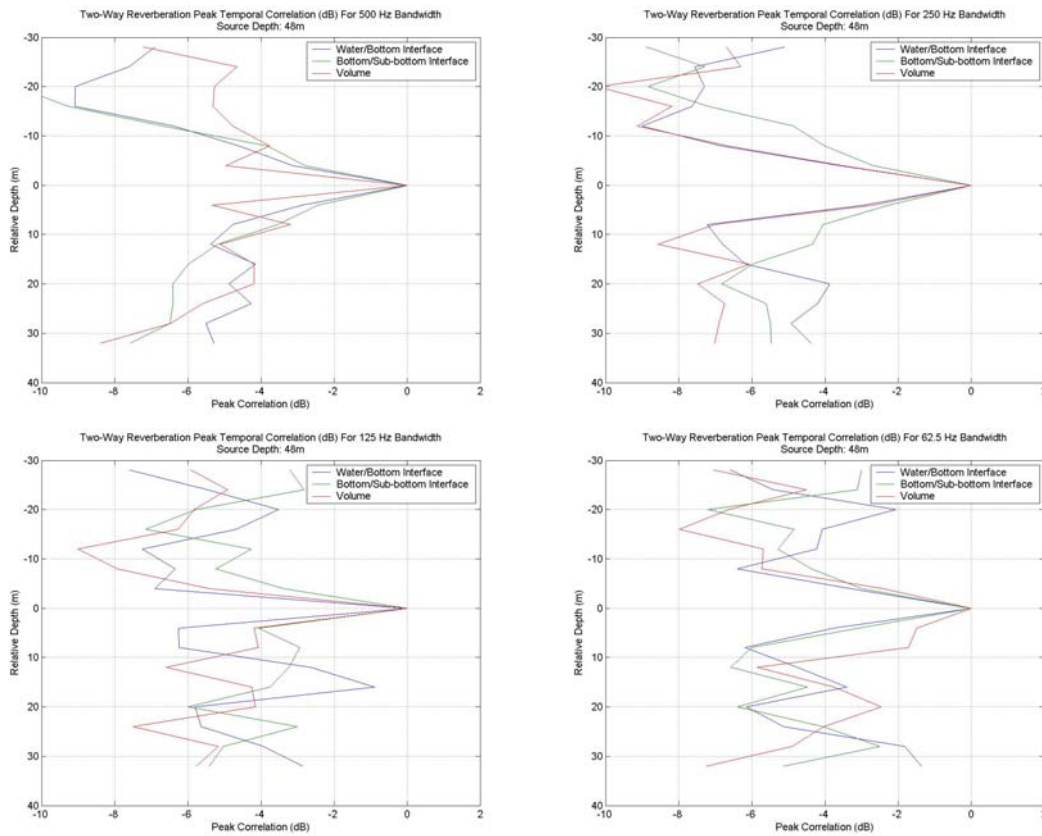 Two-Way Reverberation Peak Temporal Correlation (dB) For 500 Hz Bandwidth
Source Depth: 48m
-30
-20
-10
0
10
20
30
40
Relative Depth (m)
Water/Bottom Interface
Bottom/Sub-bottom Interface
Volume
-10 -8 -6 -4 -2 0 2
Peak Correlation (dB)
Two-Way Reverberation Peak Temporal Correlation (dB) For 250 Hz Bandwidth
Source Depth: 48m
-30
-20
-10
0
10
20
30
40
Relative Depth (m)
Water/Bottom Interface
Bottom/Sub-bottom Interface
Volume
-10 -8 -6 -4 -2 0 2
Peak Correlation (dB)
Two-Way Reverberation Peak Temporal Correlation (dB) For 125 Hz Bandwidth
Source Depth: 48m
-30
-20
-10
0
10
20
30
40
Relative Depth (m)
Water/Bottom Interface
Bottom/Sub-bottom Interface
Volume
-10 -8 -6 -4 -2 0 2
Peak Correlation (dB)
Two-Way Reverberation Peak Temporal Correlation (dB) For 62.5 Hz Bandwidth
Source Depth: 48m
-30
-20
-10
0
10
20
30
40
Relative Depth (m)
Water/Bottom Interface
Bottom/Sub-bottom Interface
Volume
-10 -8 -6 -4 -2 0 2
Peak Correlation (dB)